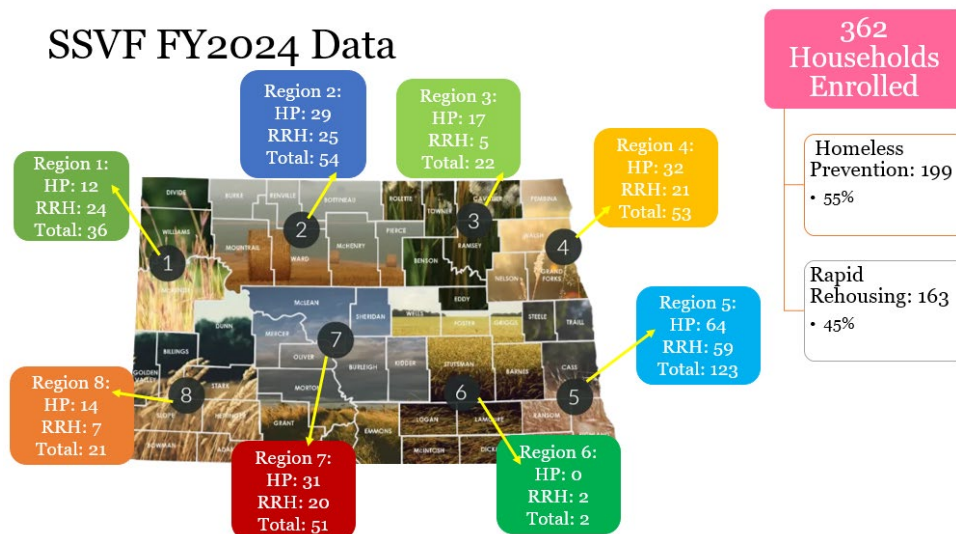 SSVF FY2024 Data
362
Households
Enrolled
Homeless
Prevention: 199
• 55%
Rapid
Rehousing: 163
• 45%
Region 1:
HP: 12
RRH: 24
Total: 36
Region 2:
HP: 29
RRH: 25
Total: 54
Region 3:
HP: 17
RRH: 5
Total: 22
Region 4:
HP: 32
RRH: 21
Total: 53
Region 5:
HP: 64
RRH: 59
Total: 123
Region 6:
HP: 0
RRH: 2
Total: 2
Region 7:
HP: 31
RRH: 20
Total: 51
Region 8:
HP: 14
RRH: 7
Total: 21
DIVIDE
BURKE
RENVILLE
BOTTINEAU
ROLETTE
TOWNER
CAVALIER
PEMBINA
WILLIAMS
MOUNTRAIL
WARD
McHENRY
PIERCE
BENSON
RAMSEY
WALSH
NELSON
GRAND
FORKS
1
2
3
4
DUNN
McLEAN
MERCER
OLIVER
SHERIDAN
WELLS
EDDY
FOSTER
GRIGGS
STEELE
TRAILL
BILLINGS
GOLDEN
VALLEY
STARK
MORTON
BURLEIGH
KIDDER
STUTSMAN
BARNES
CASS
7
8
6
5
SLOPE
HETTINGER
GRANT
EMMONS
LOGAN
RANSOM
BOWMAN
McINTOSH